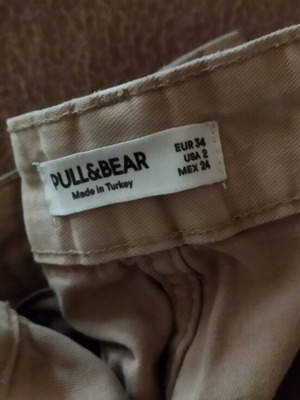 PULL&BEAR
Made in Turkey
EUR 34
USA 2
MEX 24